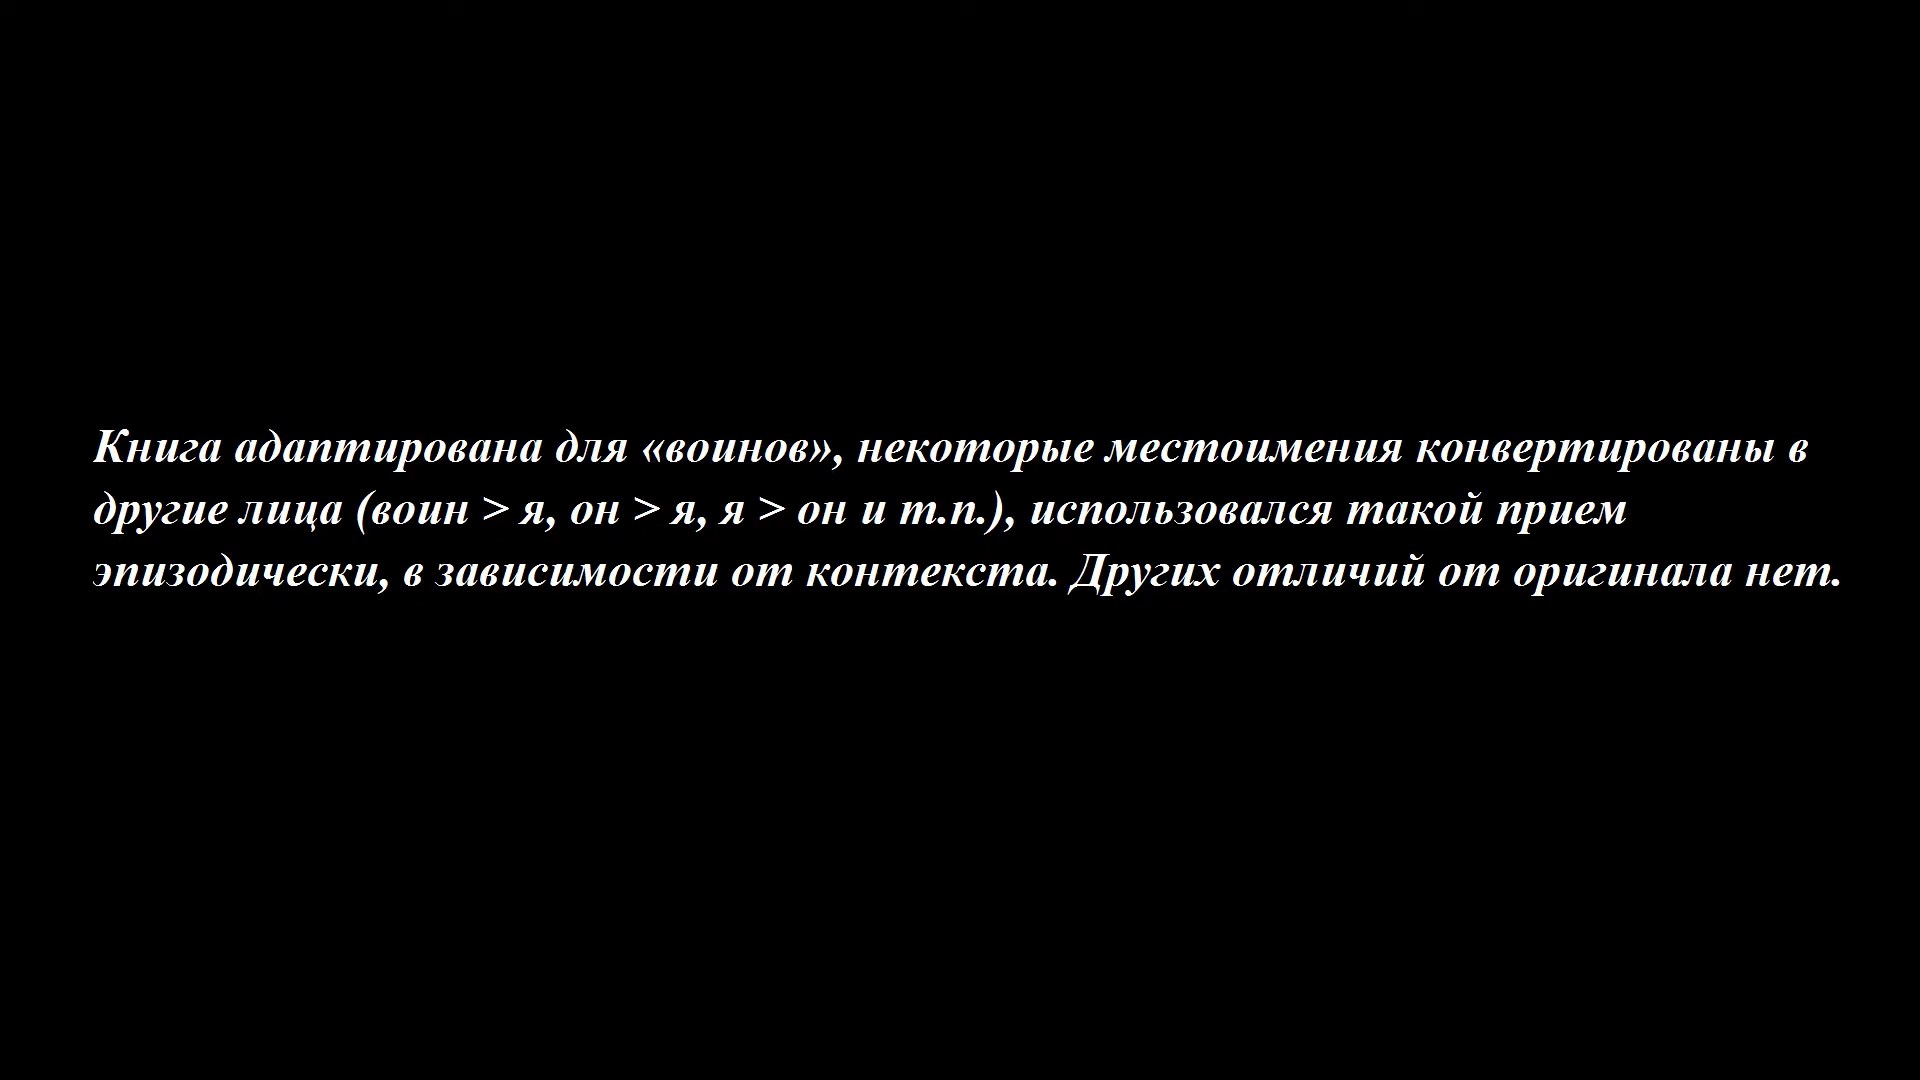 Книга адаптирована для «воинов», некоторые местоимения конвертированы в
другие лица (воин > я, он > я, я > он и т.п.), использовался такой прием
эпизодически, в зависимости от контекста. Других отличий от оригинала нет.